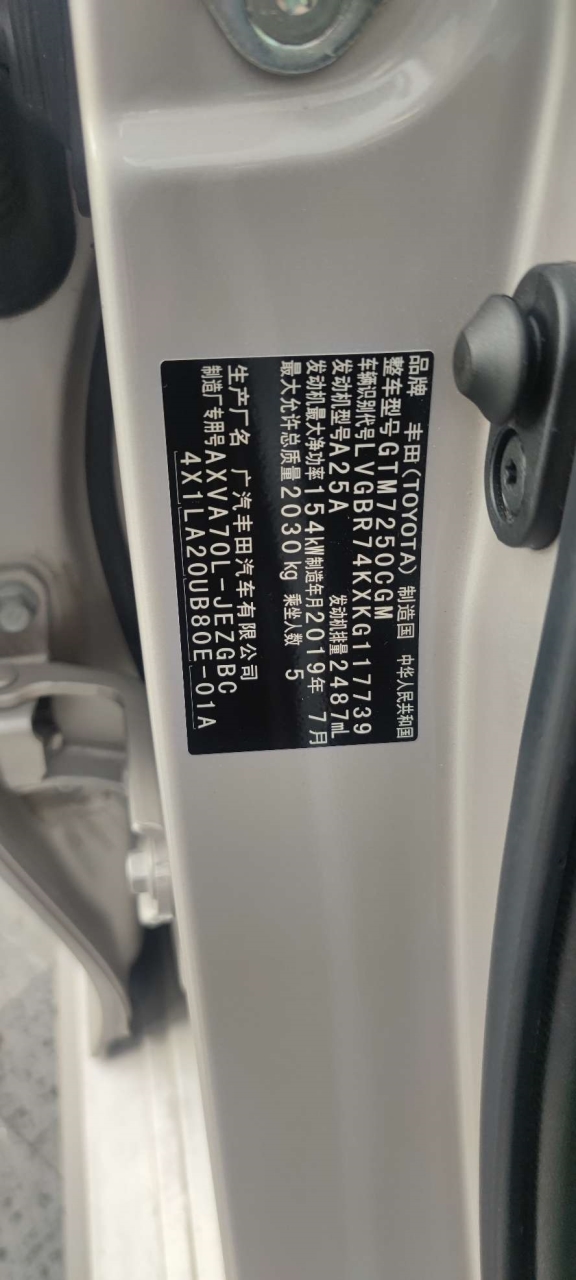 品牌 丰田(TOYOTA) 制造国 中华人民共和国
整车型号 GTM7250CGM
车辆识别代号 LVGBR74KXKG117739
发动机型号 A25A 发动机排量 2487mL
发动机最大净功率 154kW 制造年月 2019年 7月
最大允许总质量 2030kg 乘坐人数 5
生产厂名 广汽丰田汽车有限公司
制造厂专用号 AXVA70L-JEZGBC
4X1LA20UB80E-01A